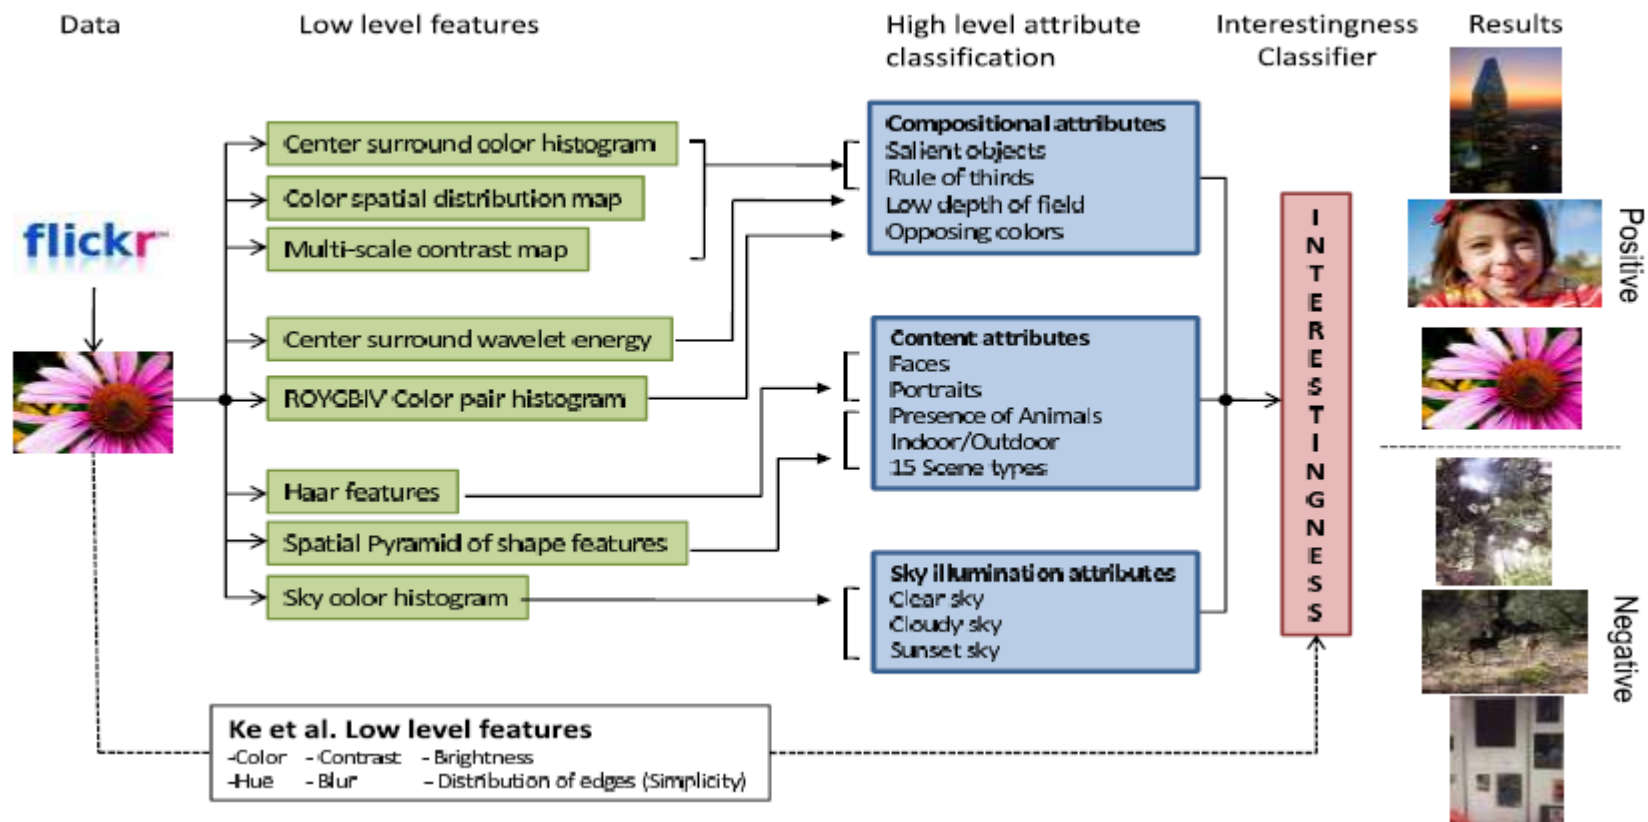 Data
Low level features
High level attribute
classification
Interestingness
Classifier
Results
flickr
Center surround color histogram
Color spatial distribution map
Multi-scale contrast map
Center surround wavelet energy
ROYGBIV Color pair histogram
Haar features
Spatial Pyramid of shape features
Sky color histogram
Compositional attributes
Salient objects
Rule of thirds
Low depth of field
Opposing colors
Content attributes
Faces
Portraits
Presence of Animals
Indoor/Outdoor
15 Scene types
Sky illumination attributes
Clear sky
Cloudy sky
Sunset sky
INTERESTINGNESS
Positive
Negative
Ke et al. Low level features
-Color - Contrast - Brightness
-Hue - Blur - Distribution of edges (Simplicity)